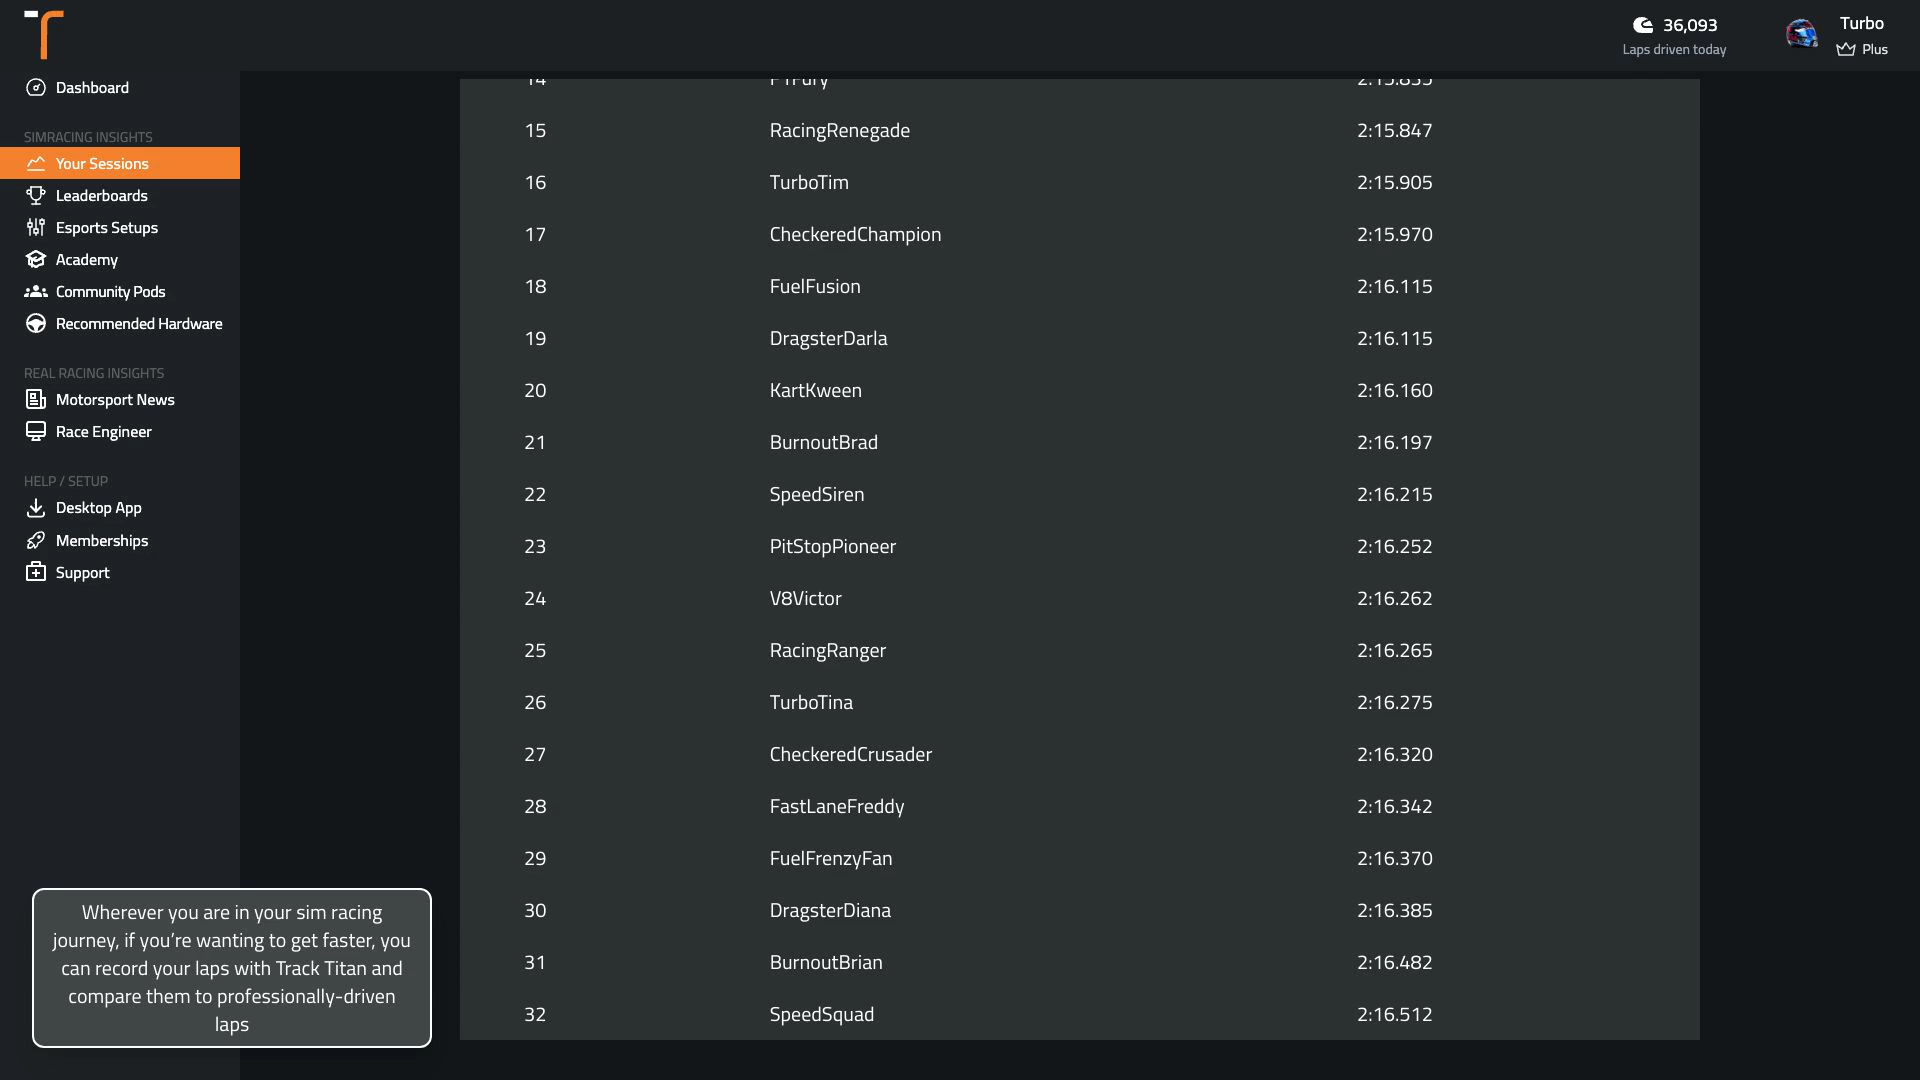 36,093
Laps driven today
Turbo
Plus
Dashboard
SIMRACING INSIGHTS
Your Sessions
Leaderboards
Esports Setups
Academy
Community Pods
Recommended Hardware
REAL RACING INSIGHTS
Motorsport News
Race Engineer
HELP / SETUP
Desktop App
Memberships
Support
14 F1Fury 2:15.835
15 RacingRenegade 2:15.847
16 TurboTim 2:15.905
17 CheckeredChampion 2:15.970
18 FuelFusion 2:16.115
19 DragsterDarla 2:16.115
20 KartKween 2:16.160
21 BurnoutBrad 2:16.197
22 SpeedSiren 2:16.215
23 PitStopPioneer 2:16.252
24 V8Victor 2:16.262
25 RacingRanger 2:16.265
26 TurboTina 2:16.275
27 CheckeredCrusader 2:16.320
28 FastLaneFreddy 2:16.342
29 FuelFrenzyFan 2:16.370
30 DragsterDiana 2:16.385
31 BurnoutBrian 2:16.482
32 SpeedSquad 2:16.512
Wherever you are in your sim racing
journey, if you’re wanting to get faster, you
can record your laps with Track Titan and
compare them to professionally-driven
laps